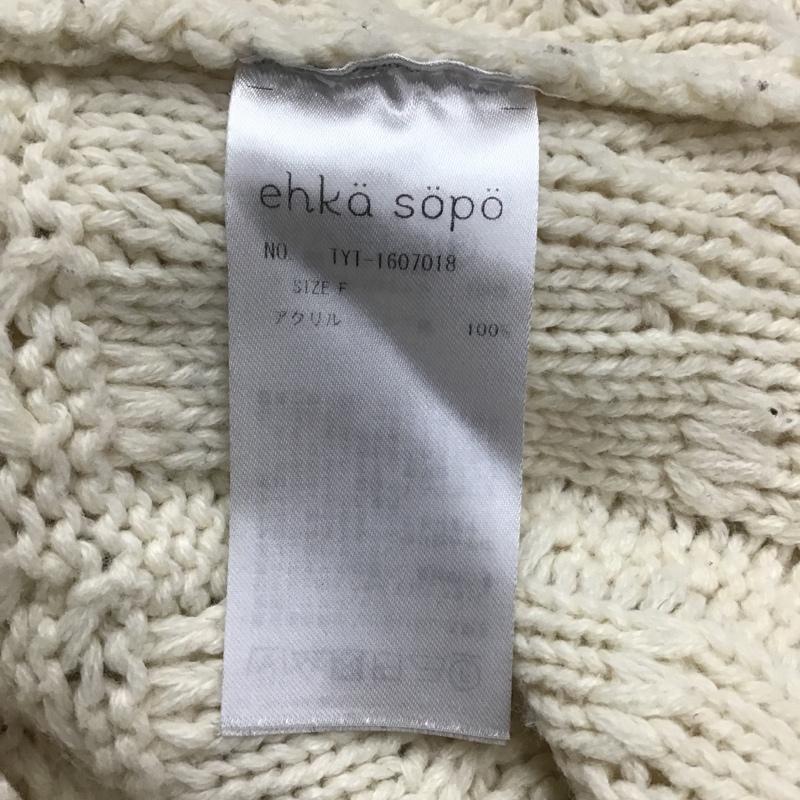 ehkä söpö
NO. TYT-1607018
SIZE F
アクリル 100%